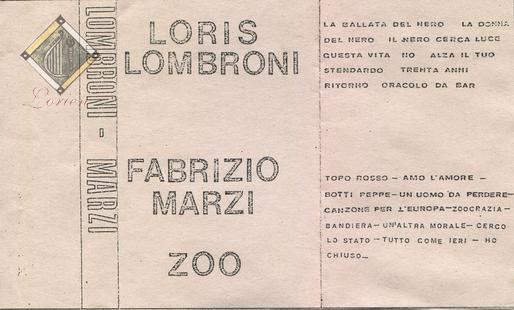 Lorien
LOMBRONI - MARZI
LORIS
LOMBRONI
FABRIZIO
MARZI
ZOO
LA BALLATA DEL NERO LA DONNA
DEL NERO IL NERO CERCA LUCE
QUESTA VITA NO ALZA IL TUO
STENDARDO TRENTA ANNI
RITORNO ORACOLO DA BAR
TOPO ROSSO - AMO L'AMORE -
BOTTI PEPPE - UN UOMO DA PERDERE -
CANZONE PER L'EUROPA - ZOOCRAZIA -
BANDIERA - UN'ALTRA MORALE - CERCO
LO STATO - TUTTO COME IERI - HO
CHIUSO...